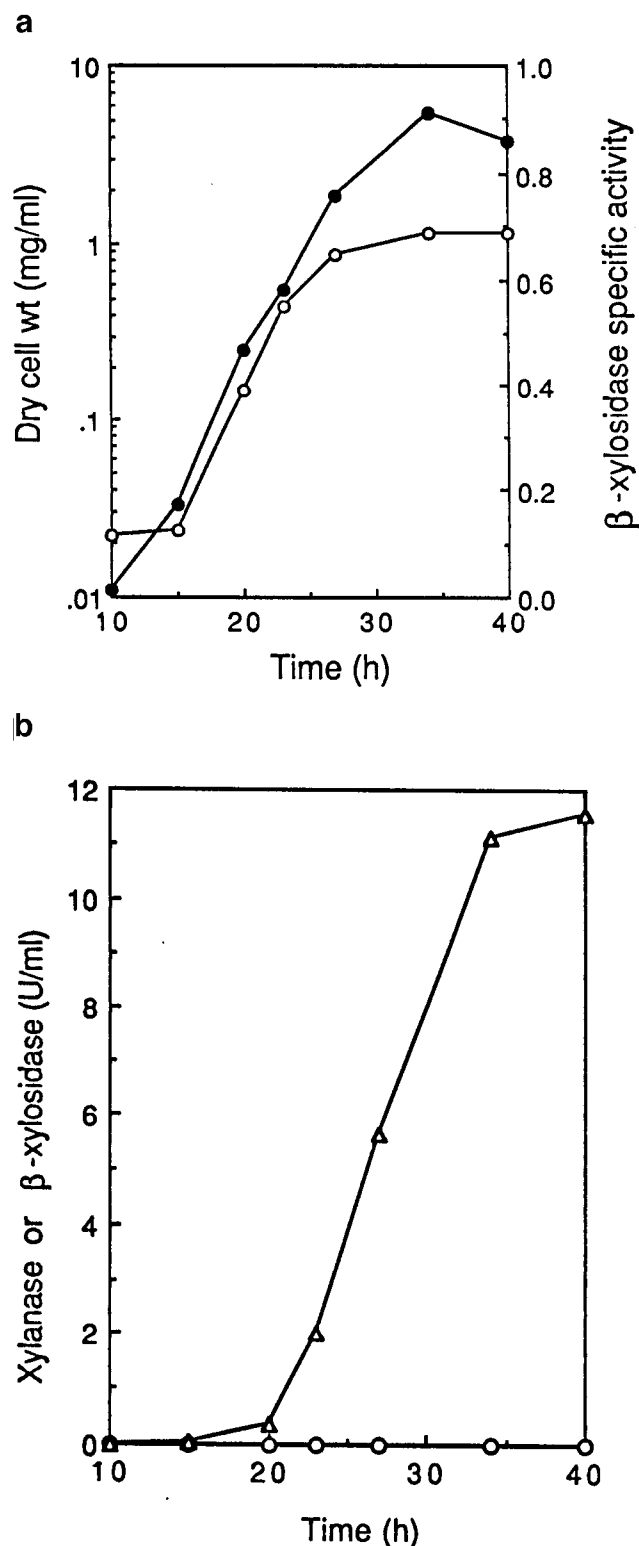 a
10
1
.1
.01
Dry cell wt (mg/ml)
1.0
0.8
0.6
0.4
0.2
0.0
β-xylosidase specific activity
10 20 30 40
Time (h)
b
12
10
8
6
4
2
0
Xylanase or β-xylosidase (U/ml)
10 20 30 40
Time (h)